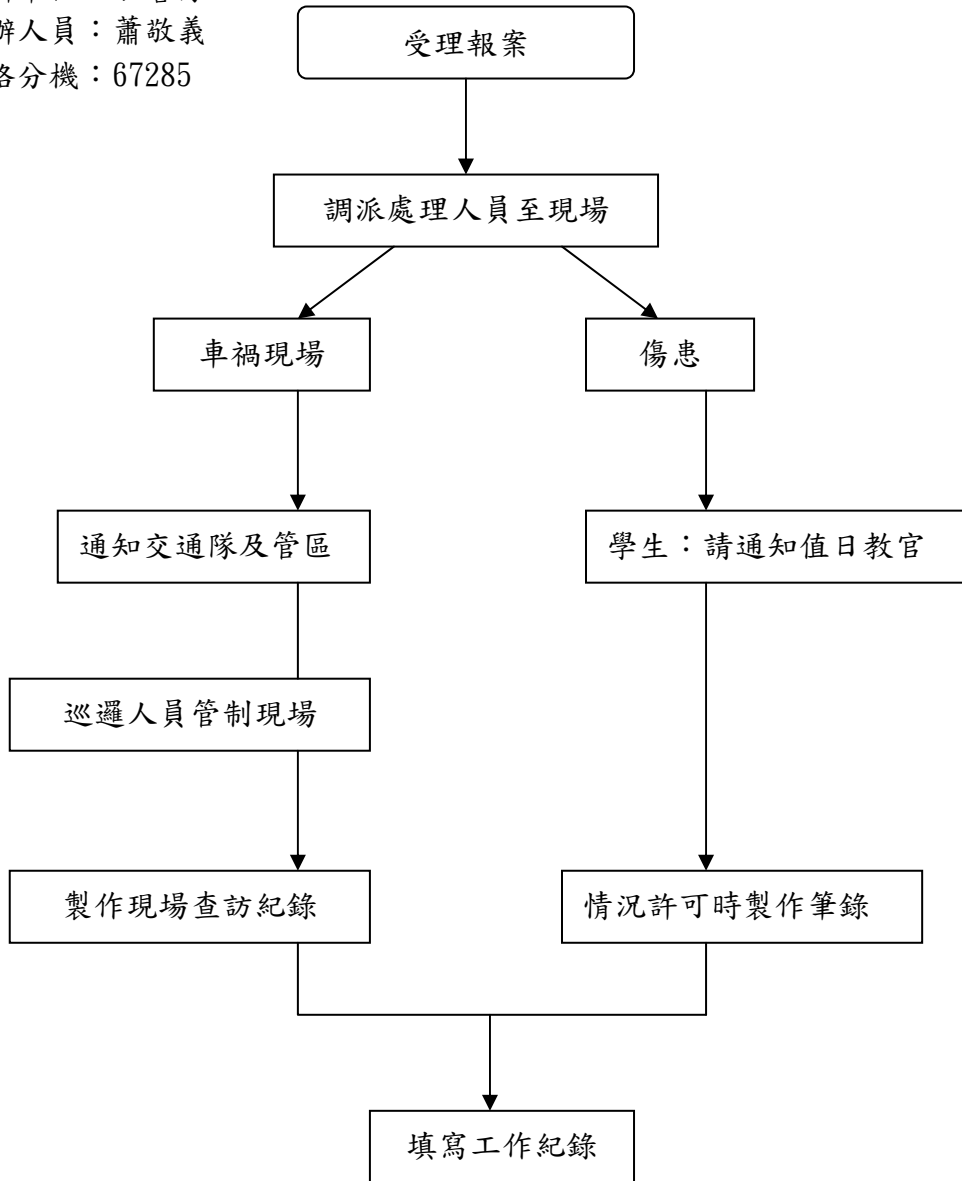 辦人員：蕭敬義
絡分機：67285
受理報案
調派處理人員至現場
車禍現場
傷患
通知交通隊及管區
學生：請通知值日教官
巡邏人員管制現場
製作現場查訪紀錄
情況許可時製作筆錄
填寫工作紀錄